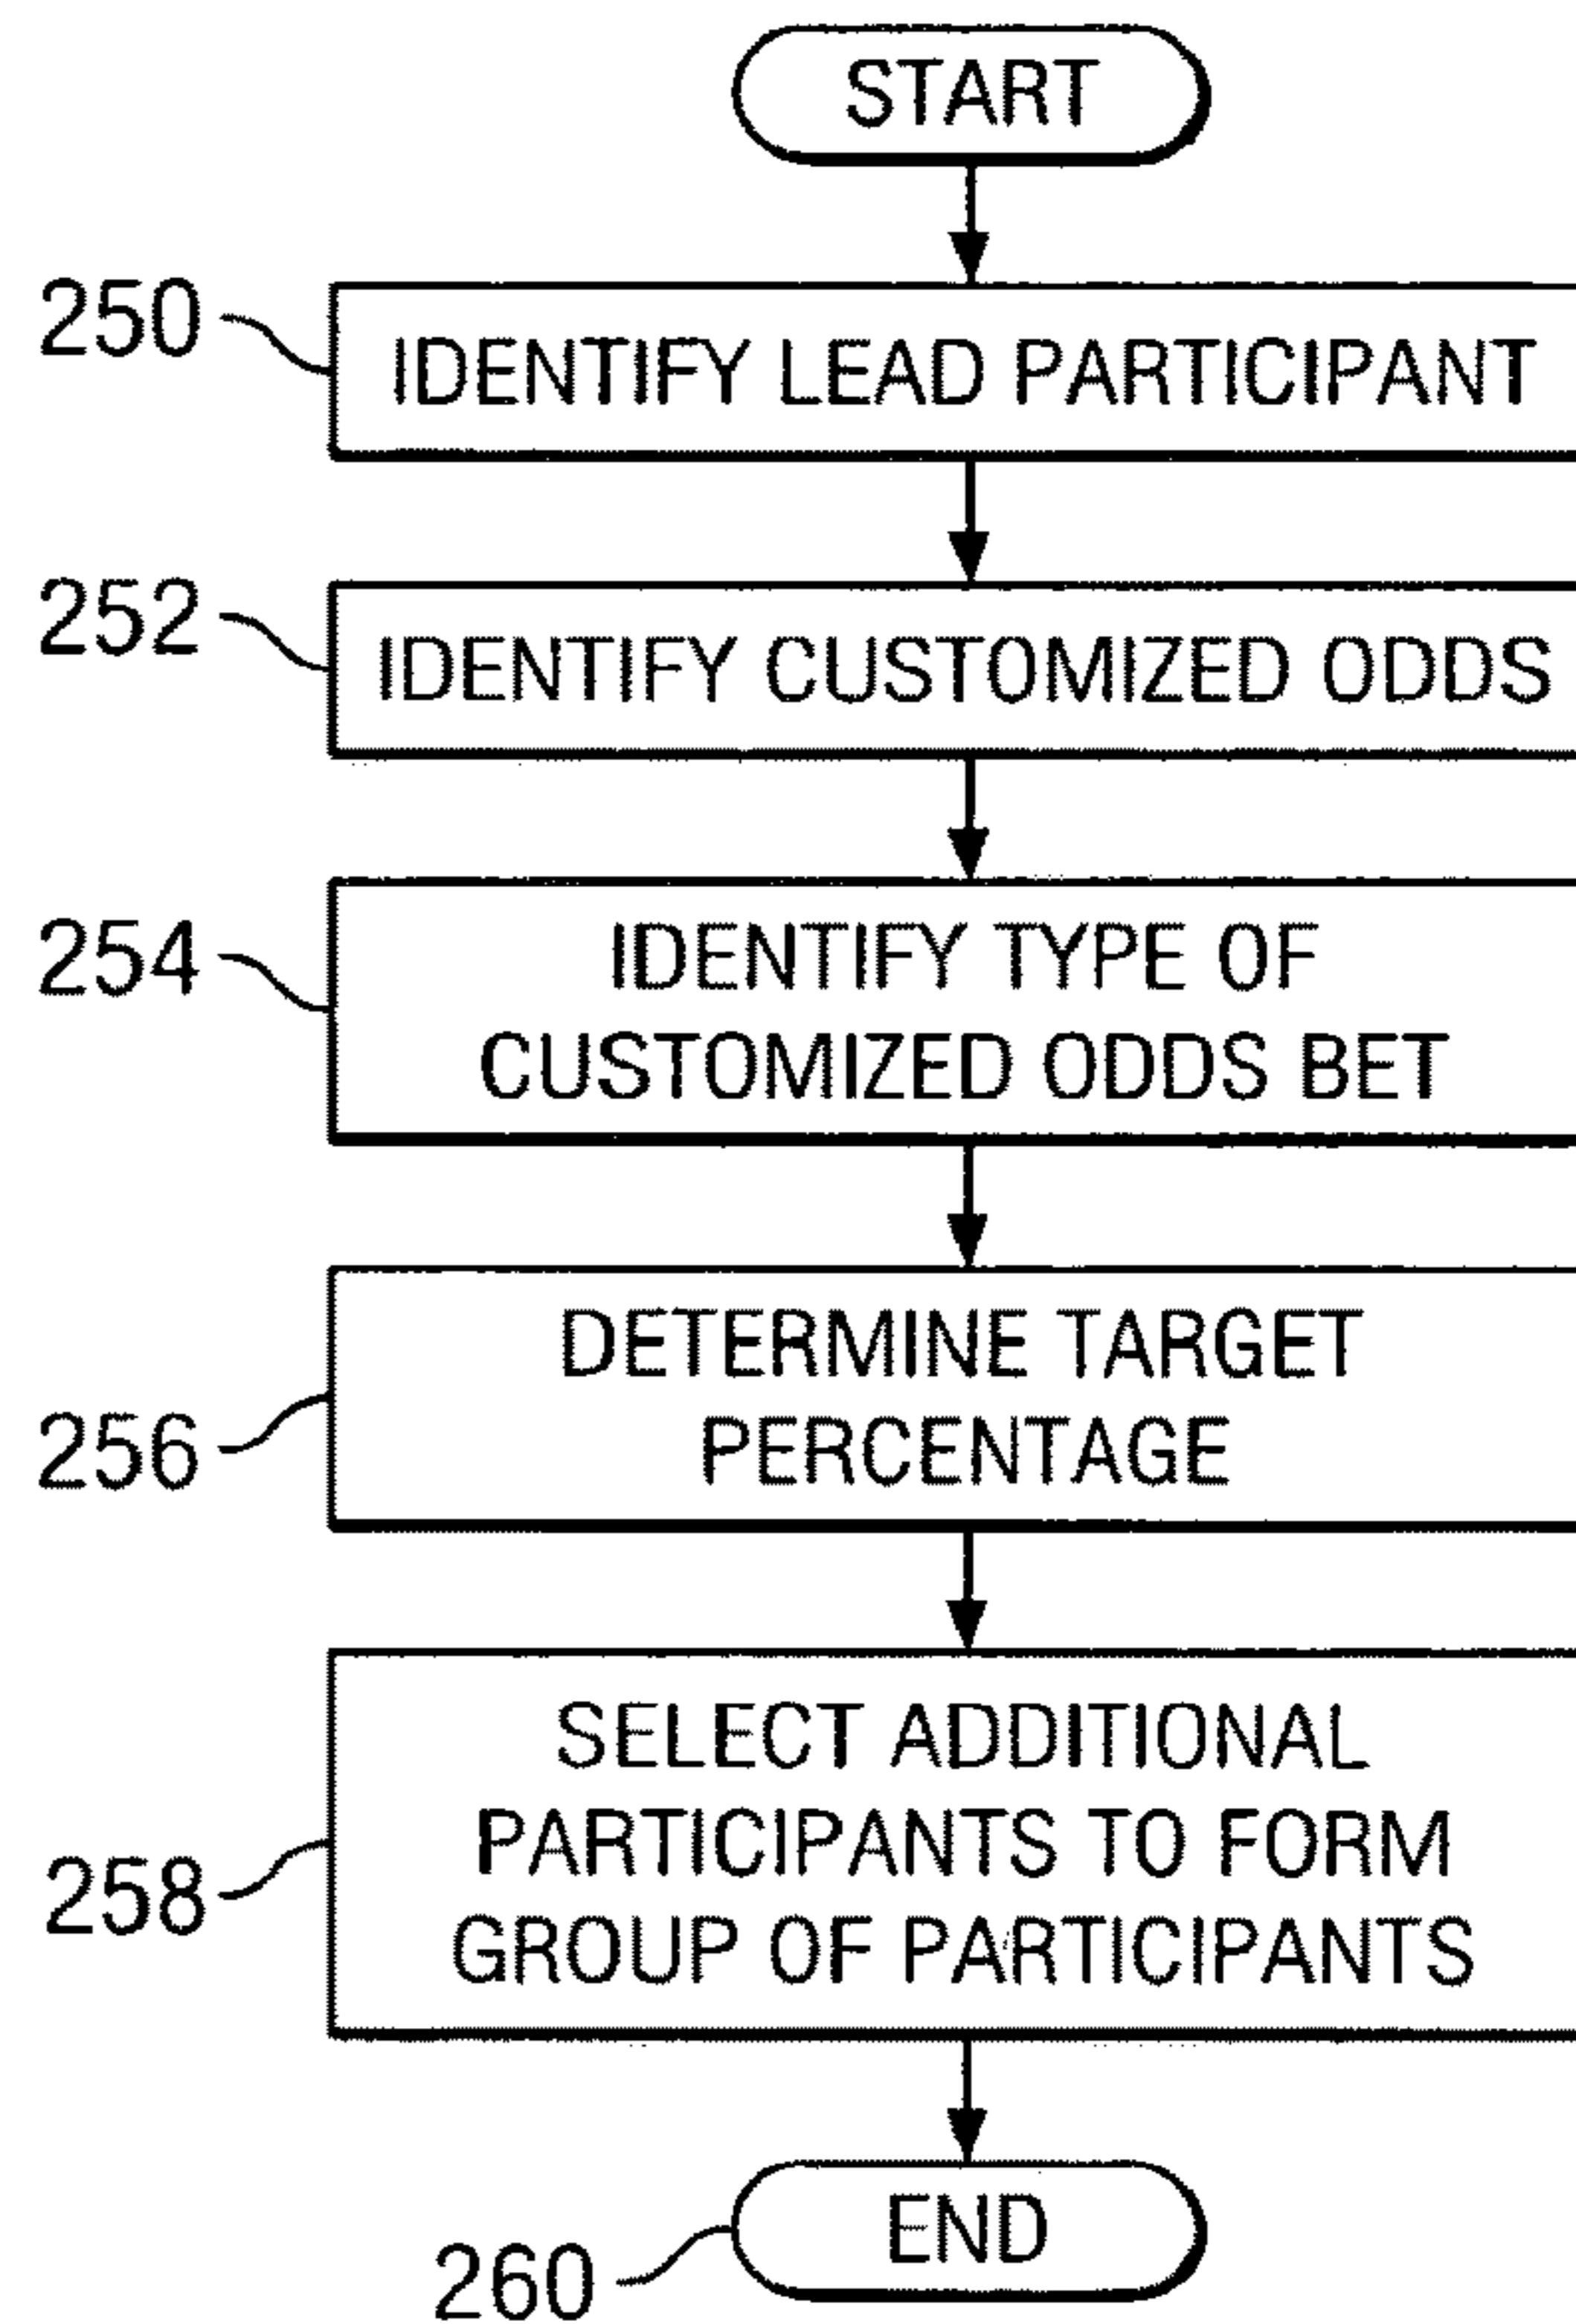 START
250
IDENTIFY LEAD PARTICIPANT
252
IDENTIFY CUSTOMIZED ODDS
254
IDENTIFY TYPE OF
CUSTOMIZED ODDS BET
256
DETERMINE TARGET
PERCENTAGE
258
SELECT ADDITIONAL
PARTICIPANTS TO FORM
GROUP OF PARTICIPANTS
260
END